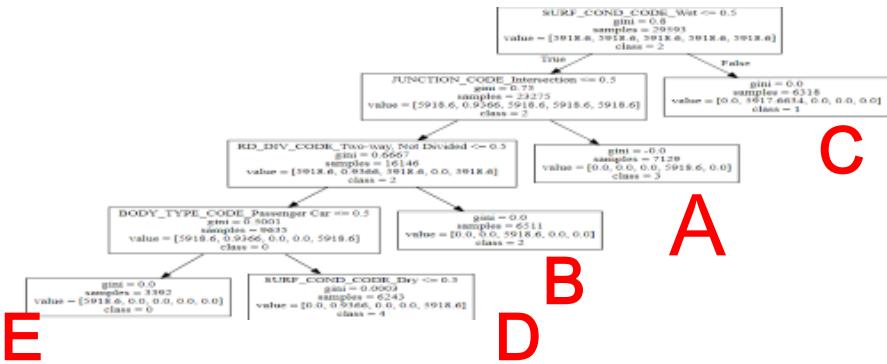 SURF_COND_CODE_Wet <= 0.5
gini = 0.8
samples = 29593
value = [5918.6, 5918.6, 5918.6, 5918.6, 5918.6]
class = 2
True
False
JUNCTION_CODE_Intersection <= 0.5
gini = 0.75
samples = 23275
value = [5918.6, 0.9366, 5918.6, 5918.6, 5918.6]
class = 2
gini = 0.0
samples = 6318
value = [0.0, 5917.6634, 0.0, 0.0, 0.0]
class = 1
C
RD_DIV_CODE_Two-way, Not Divided <= 0.5
gini = 0.6667
samples = 16146
value = [5918.6, 0.9366, 5918.6, 0.0, 5918.6]
class = 2
gini = -0.0
samples = 7129
value = [0.0, 0.0, 0.0, 5918.6, 0.0]
class = 3
A
BODY_TYPE_CODE_Passenger Car <= 0.5
gini = 0.5001
samples = 9635
value = [5918.6, 0.9366, 0.0, 0.0, 5918.6]
class = 0
gini = 0.0
samples = 6511
value = [0.0, 0.0, 5918.6, 0.0, 0.0]
class = 2
B
gini = 0.0
samples = 3392
value = [5918.6, 0.0, 0.0, 0.0, 0.0]
class = 0
E
SURF_COND_CODE_Dry <= 0.5
gini = 0.0003
samples = 6243
value = [0.0, 0.9366, 0.0, 0.0, 5918.6]
class = 4
D